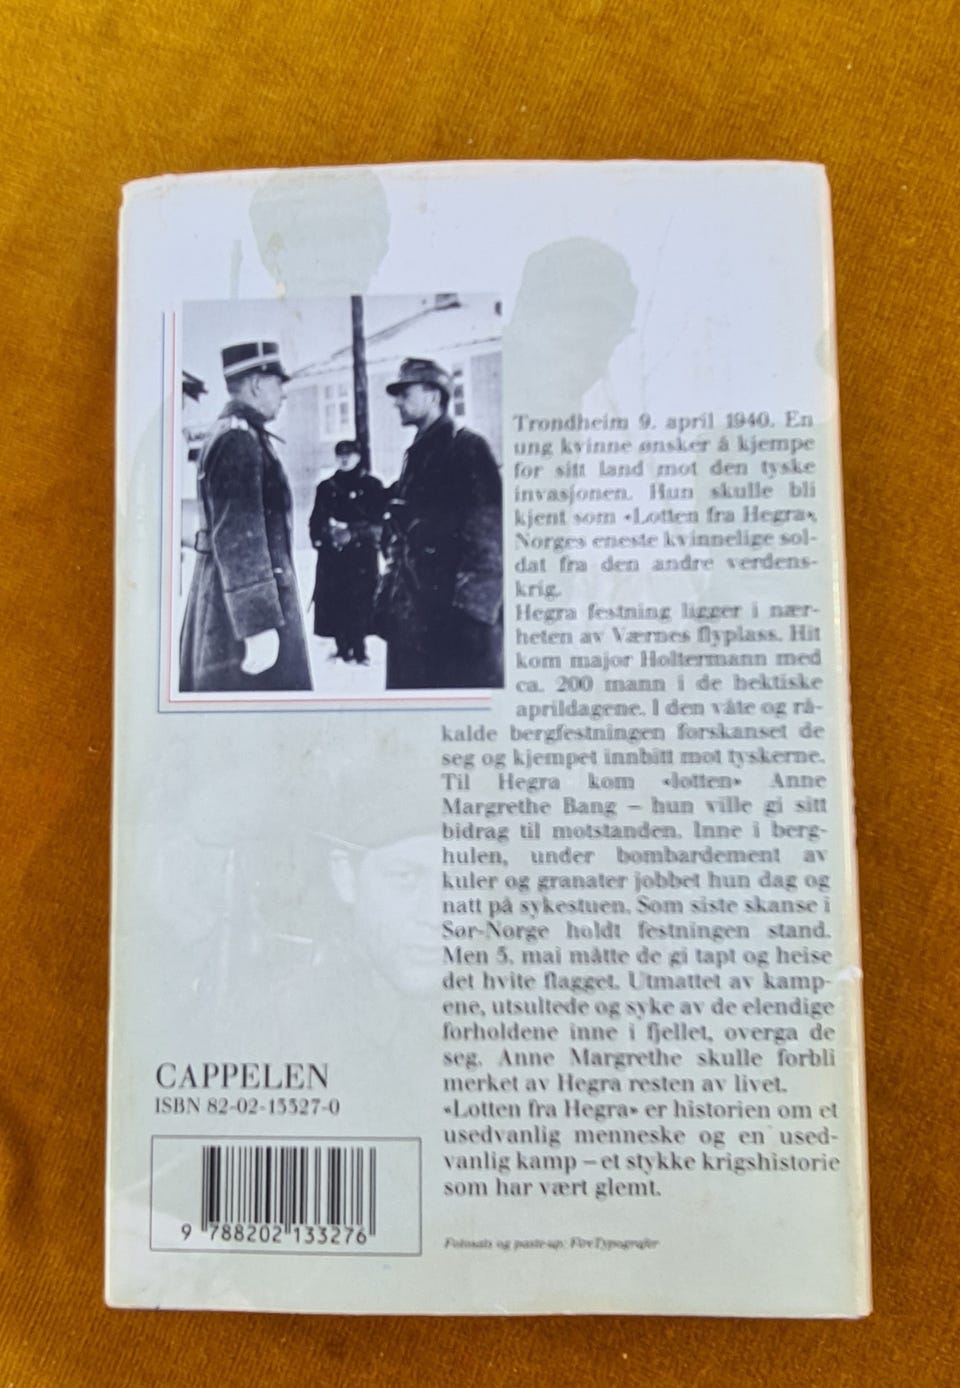 Trondheim 9. april 1940. En
ung kvinne ønsker å kjempe
for sitt land mot den tyske
invasjonen. Hun skulle bli
kjent som «Lotten fra Hegra»,
Norges eneste kvinnelige sol-
dat fra den andre verdens-
krig.
Hegra festning ligger i nær-
heten av Værnes flyplass. Hit
kom major Holtermann med
ca. 200 mann i de hektiske
aprildagene. I den våte og rå-
kalde bergfestningen forskanset de
seg og kjempet innbitt mot tyskerne.
Til Hegra kom «lotten» Anne
Margrethe Bang – hun ville gi sitt
bidrag til motstanden. Inne i berg-
hulen, under bombardement av
kuler og granater jobbet hun dag og
natt på sykestuen. Som siste skanse i
Sør-Norge holdt festningen stand.
Men 5. mai måtte de gi tapt og heise
det hvite flagget. Utmattet av kamp-
ene, utsultede og syke av de elendige
forholdene inne i fjellet, overga de
seg. Anne Margrethe skulle forbli
merket av Hegra resten av livet.
«Lotten fra Hegra» er historien om et
usedvanlig menneske og en used-
vanlig kamp – et stykke krigshistorie
som har vært glemt.
CAPPELEN
ISBN 82-02-13327-0
9 788202 133276
Fotosats og paste-up: FireTypografer